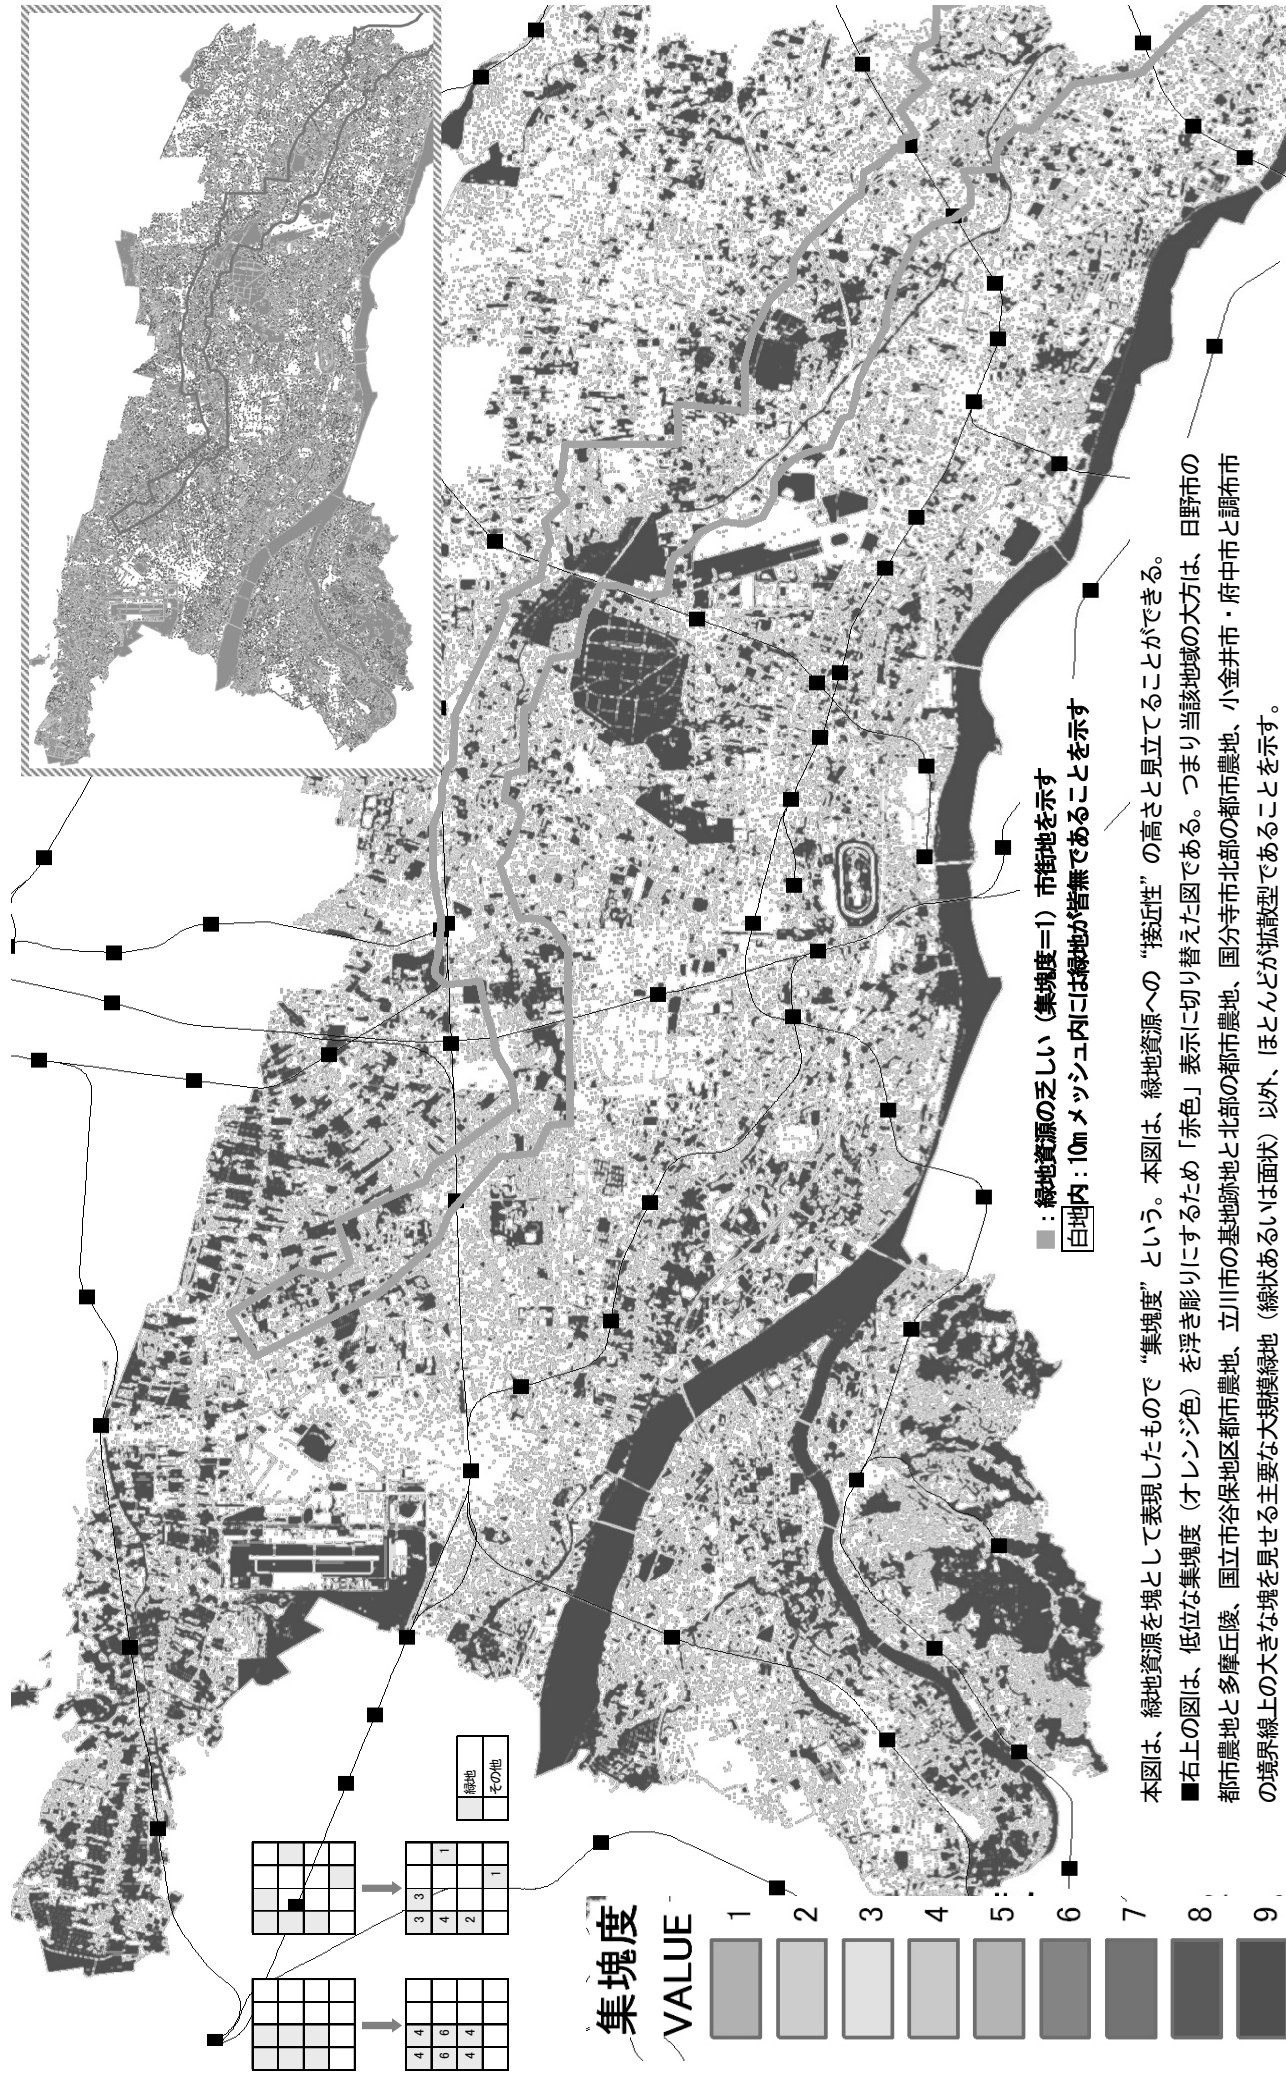 緑地
その他
3 3
4 1
2
1
4 4
6 6
4 4
集塊度
VALUE
1
2
3
4
5
6
7
8
9
■：緑地資源の乏しい（集塊度=1）市街地を示す
白地内：10m メッシュ内には緑地が皆無であることを示す
本図は、緑地資源を塊として表現したもので“集塊度”という。本図は、緑地資源への“接近性”の高さと見立てることができる。
■右上の図は、低位な集塊度（オレンジ色）を浮き彫りにするため「赤色」表示に切り替えた図である。つまり当該地域の大方は、日野市の
都市農地と多摩丘陵、国立市谷保地区都市農地、立川市の基地跡地と北部の都市農地、国分寺市北部の都市農地、小金井市・府中市と調布市
の境界線上の大きな塊を見せる主要な大規模緑地（線状あるいは面状）以外、ほとんどが拡散型であることを示す。